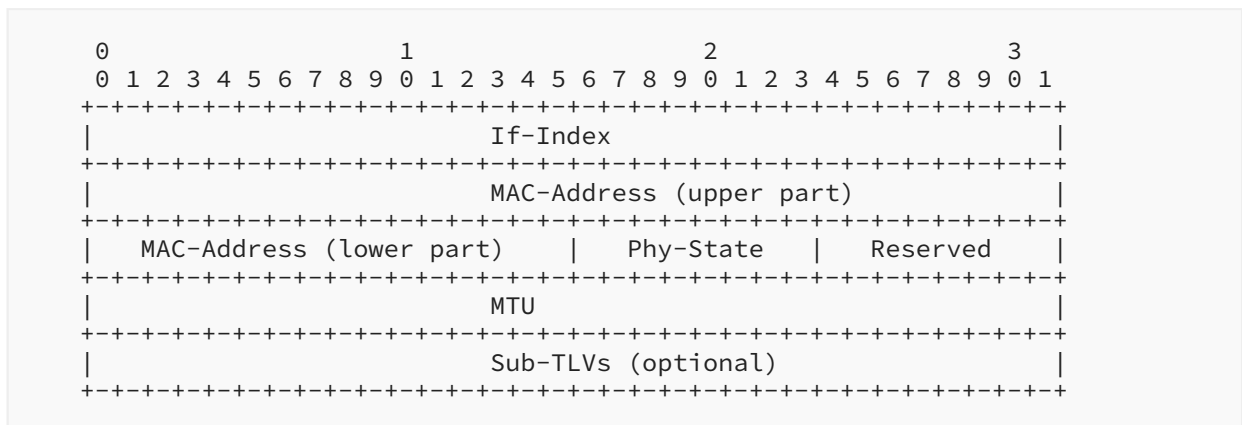 0                   1                   2                   3
 0 1 2 3 4 5 6 7 8 9 0 1 2 3 4 5 6 7 8 9 0 1 2 3 4 5 6 7 8 9 0 1
+-+-+-+-+-+-+-+-+-+-+-+-+-+-+-+-+-+-+-+-+-+-+-+-+-+-+-+-+-+-+-+-+
|                          If-Index                             |
+-+-+-+-+-+-+-+-+-+-+-+-+-+-+-+-+-+-+-+-+-+-+-+-+-+-+-+-+-+-+-+-+
|                          MAC-Address (upper part)             |
+-+-+-+-+-+-+-+-+-+-+-+-+-+-+-+-+-+-+-+-+-+-+-+-+-+-+-+-+-+-+-+-+
|   MAC-Address (lower part)    |   Phy-State   |   Reserved    |
+-+-+-+-+-+-+-+-+-+-+-+-+-+-+-+-+-+-+-+-+-+-+-+-+-+-+-+-+-+-+-+-+
|                          MTU                                  |
+-+-+-+-+-+-+-+-+-+-+-+-+-+-+-+-+-+-+-+-+-+-+-+-+-+-+-+-+-+-+-+-+
|                          Sub-TLVs (optional)                  |
+-+-+-+-+-+-+-+-+-+-+-+-+-+-+-+-+-+-+-+-+-+-+-+-+-+-+-+-+-+-+-+-+